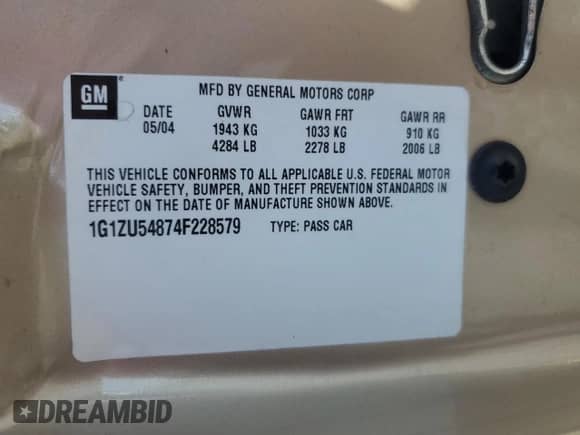 GM
®
MFD BY GENERAL MOTORS CORP
DATE GVWR GAWR FRT GAWR RR
05/04 1943 KG 1033 KG 910 KG
4284 LB 2278 LB 2006 LB
THIS VEHICLE CONFORMS TO ALL APPLICABLE U.S. FEDERAL MOTOR
VEHICLE SAFETY, BUMPER, AND THEFT PREVENTION STANDARDS IN
EFFECT ON THE DATE OF MANUFACTURE SHOWN ABOVE.
1G1ZU54874F228579 TYPE: PASS CAR
DREAMBID